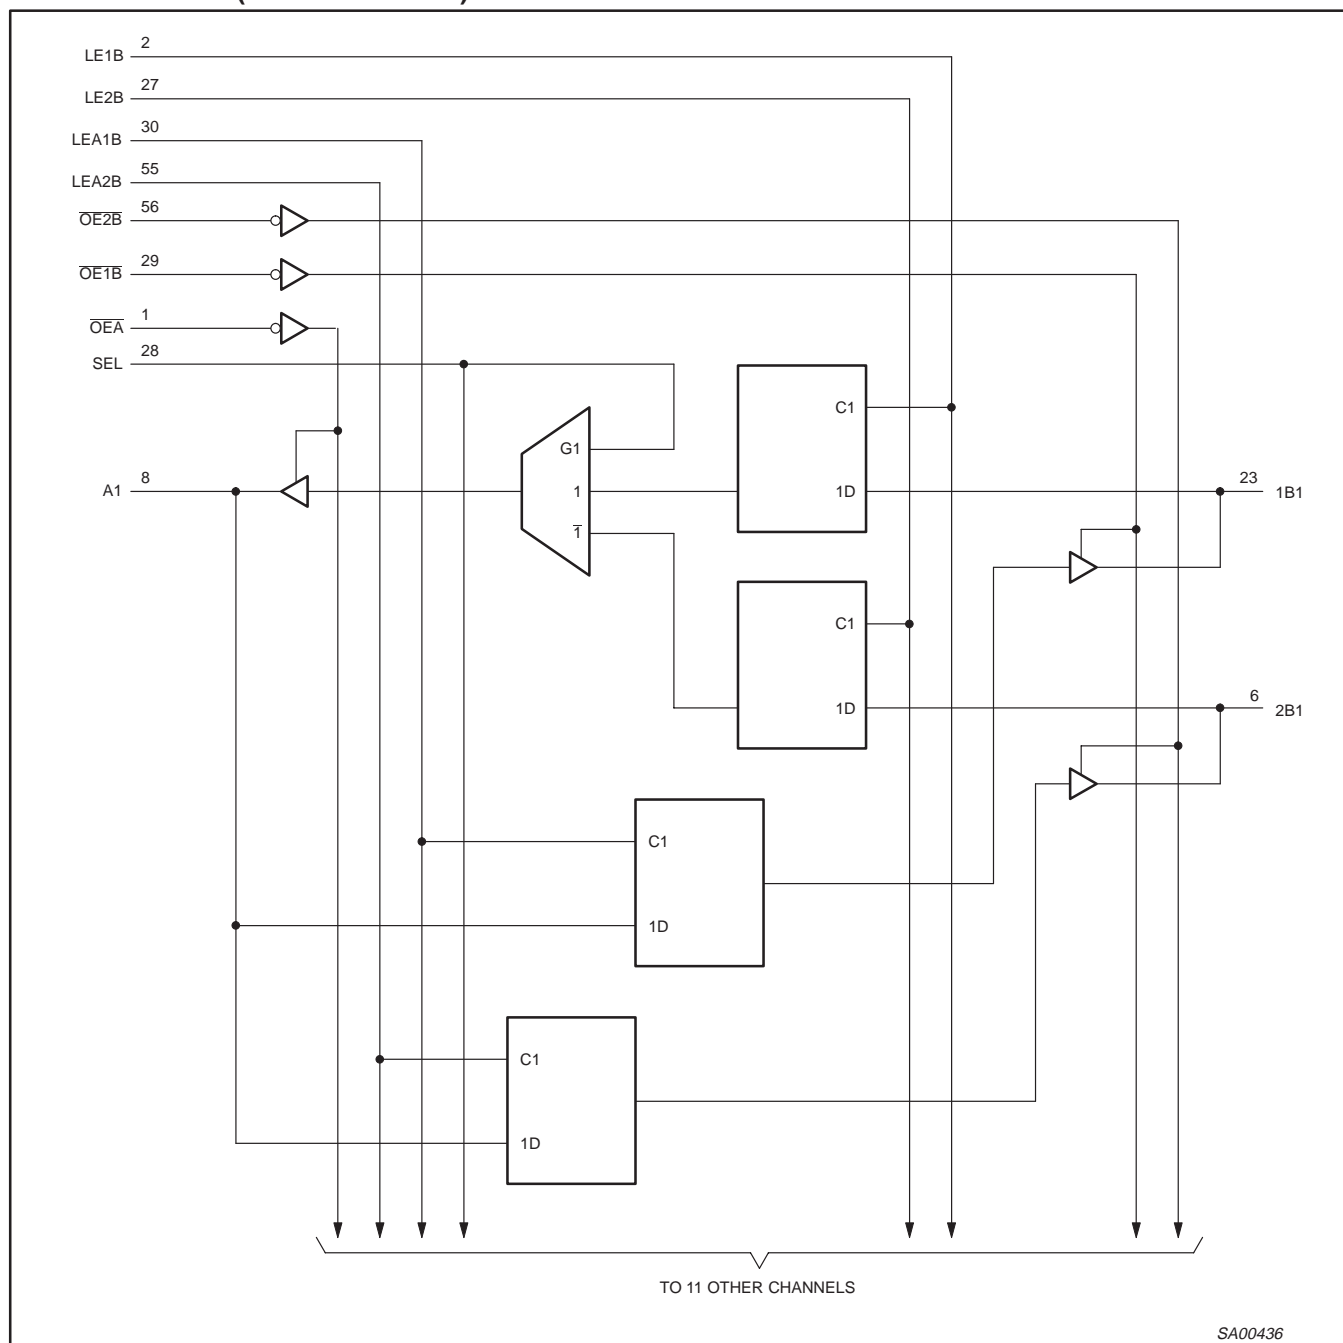 2
LE1B
27
LE2B
30
LEA1B
55
LEA2B
56
OE2B
29
OE1B
1
OEA
28
SEL
C1
G1
8
A1
1
1D
23
1B1
1
C1
1D
6
2B1
C1
1D
C1
1D
TO 11 OTHER CHANNELS
SA00436